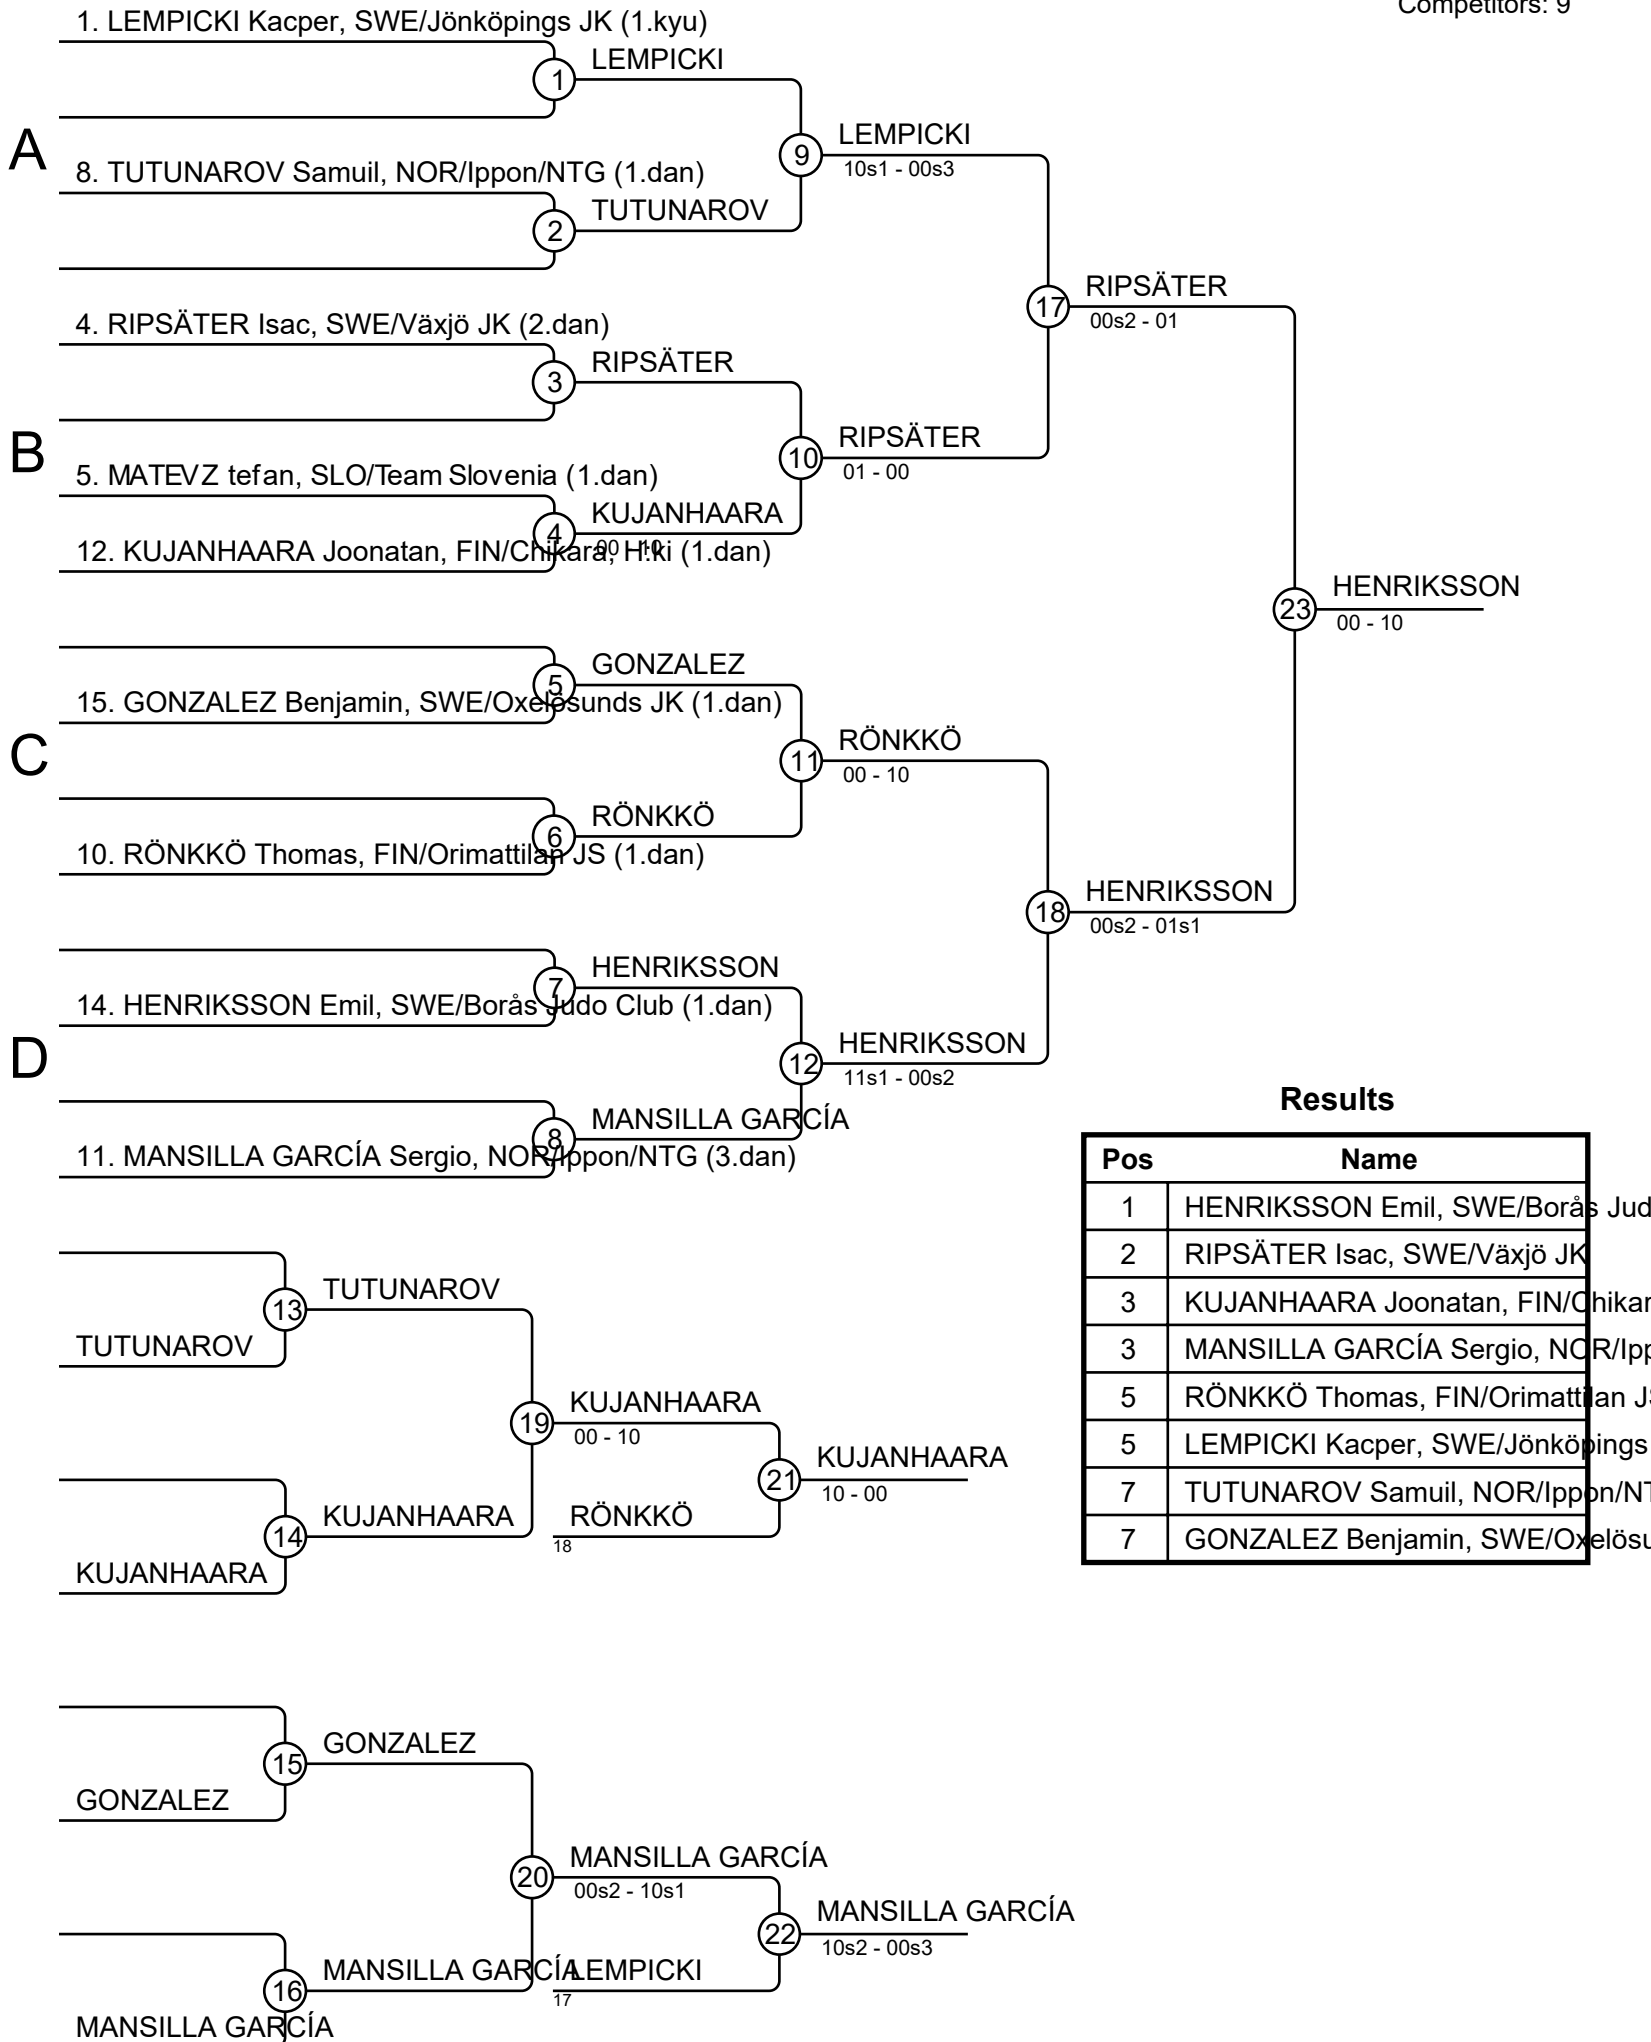 Competitors: 9
1. LEMPICKI Kacper, SWE/Jönköpings JK (1.kyu)
LEMPICKI
1
A
LEMPICKI
9
10s1 - 00s3
8. TUTUNAROV Samuil, NOR/Ippon/NTG (1.dan)
TUTUNAROV
2
RIPSÄTER
17
00s2 - 01
4. RIPSÄTER Isac, SWE/Växjö JK (2.dan)
RIPSÄTER
3
B
RIPSÄTER
10
01 - 00
5. MATEVZ tefan, SLO/Team Slovenia (1.dan)
KUJANHAARA
4
00 - 10
12. KUJANHAARA Joonatan, FIN/Chikara, H:ki (1.dan)
HENRIKSSON
23
00 - 10
GONZALEZ
5
15. GONZALEZ Benjamin, SWE/Oxelösunds JK (1.dan)
C
RÖNKKÖ
11
00 - 10
RÖNKKÖ
6
10. RÖNKKÖ Thomas, FIN/Orimattilan JS (1.dan)
HENRIKSSON
18
00s2 - 01s1
HENRIKSSON
7
14. HENRIKSSON Emil, SWE/Borås Judo Club (1.dan)
D
HENRIKSSON
12
11s1 - 00s2
MANSILLA GARCÍA
8
11. MANSILLA GARCÍA Sergio, NOR/Ippon/NTG (3.dan)
Results
Pos Name
1 HENRIKSSON Emil, SWE/Borås Jud
2 RIPSÄTER Isac, SWE/Växjö JK
3 KUJANHAARA Joonatan, FIN/Chikar
3 MANSILLA GARCÍA Sergio, NOR/Ipp
5 RÖNKKÖ Thomas, FIN/Orimattilan JS
5 LEMPICKI Kacper, SWE/Jönköpings
7 TUTUNAROV Samuil, NOR/Ippon/NT
7 GONZALEZ Benjamin, SWE/Oxelösu
TUTUNAROV
13
TUTUNAROV
KUJANHAARA
19
00 - 10
KUJANHAARA
21
10 - 00
KUJANHAARA
14
RÖNKKÖ
18
KUJANHAARA
GONZALEZ
15
GONZALEZ
MANSILLA GARCÍA
20
00s2 - 10s1
MANSILLA GARCÍA
22
10s2 - 00s3
MANSILLA GARCÍA
16
LEMPICKI
17
MANSILLA GARCÍA